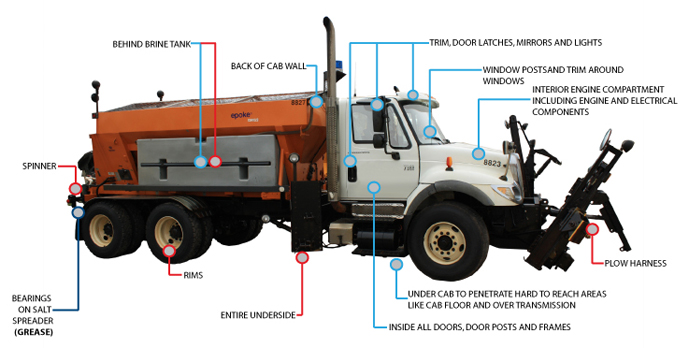 BEHIND BRINE TANK
TRIM, DOOR LATCHES, MIRRORS AND LIGHTS
BACK OF CAB WALL
WINDOW POSTSAND TRIM AROUND
WINDOWS
INTERIOR ENGINE COMPARTMENT
INCLUDING ENGINE AND ELECTRICAL
COMPONENTS
8827
epoke
8823
SPINNER
RIMS
PLOW HARNESS
BEARINGS
ON SALT
SPREADER
(GREASE)
ENTIRE UNDERSIDE
UNDER CAB TO PENETRATE HARD TO REACH AREAS
LIKE CAB FLOOR AND OVER TRANSMISSION
INSIDE ALL DOORS, DOOR POSTS AND FRAMES